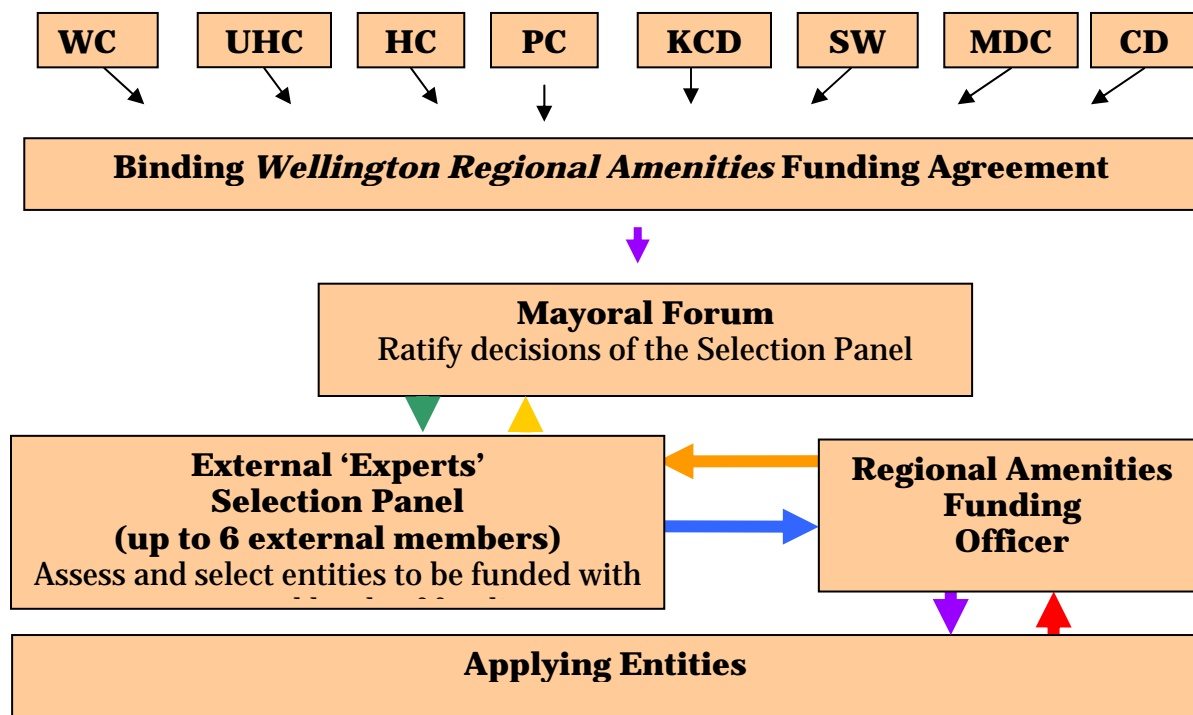 WC UHC HC PC KCD SW MDC CD
Binding Wellington Regional Amenities Funding Agreement
Mayoral Forum
Ratify decisions of the Selection Panel
External ‘Experts’
Selection Panel
(up to 6 external members)
Assess and select entities to be funded with
Regional Amenities
Funding
Officer
Applying Entities